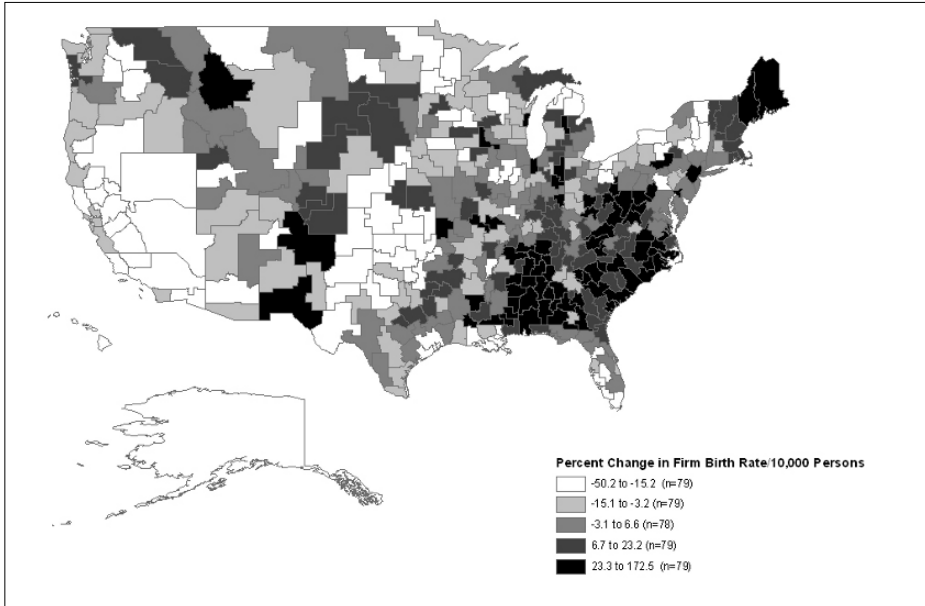 Percent Change in Firm Birth Rate/10,000 Persons
-50.2 to -15.2 (n=79)
-15.1 to -3.2 (n=79)
-3.1 to 6.6 (n=78)
6.7 to 23.2 (n=79)
23.3 to 172.5 (n=79)